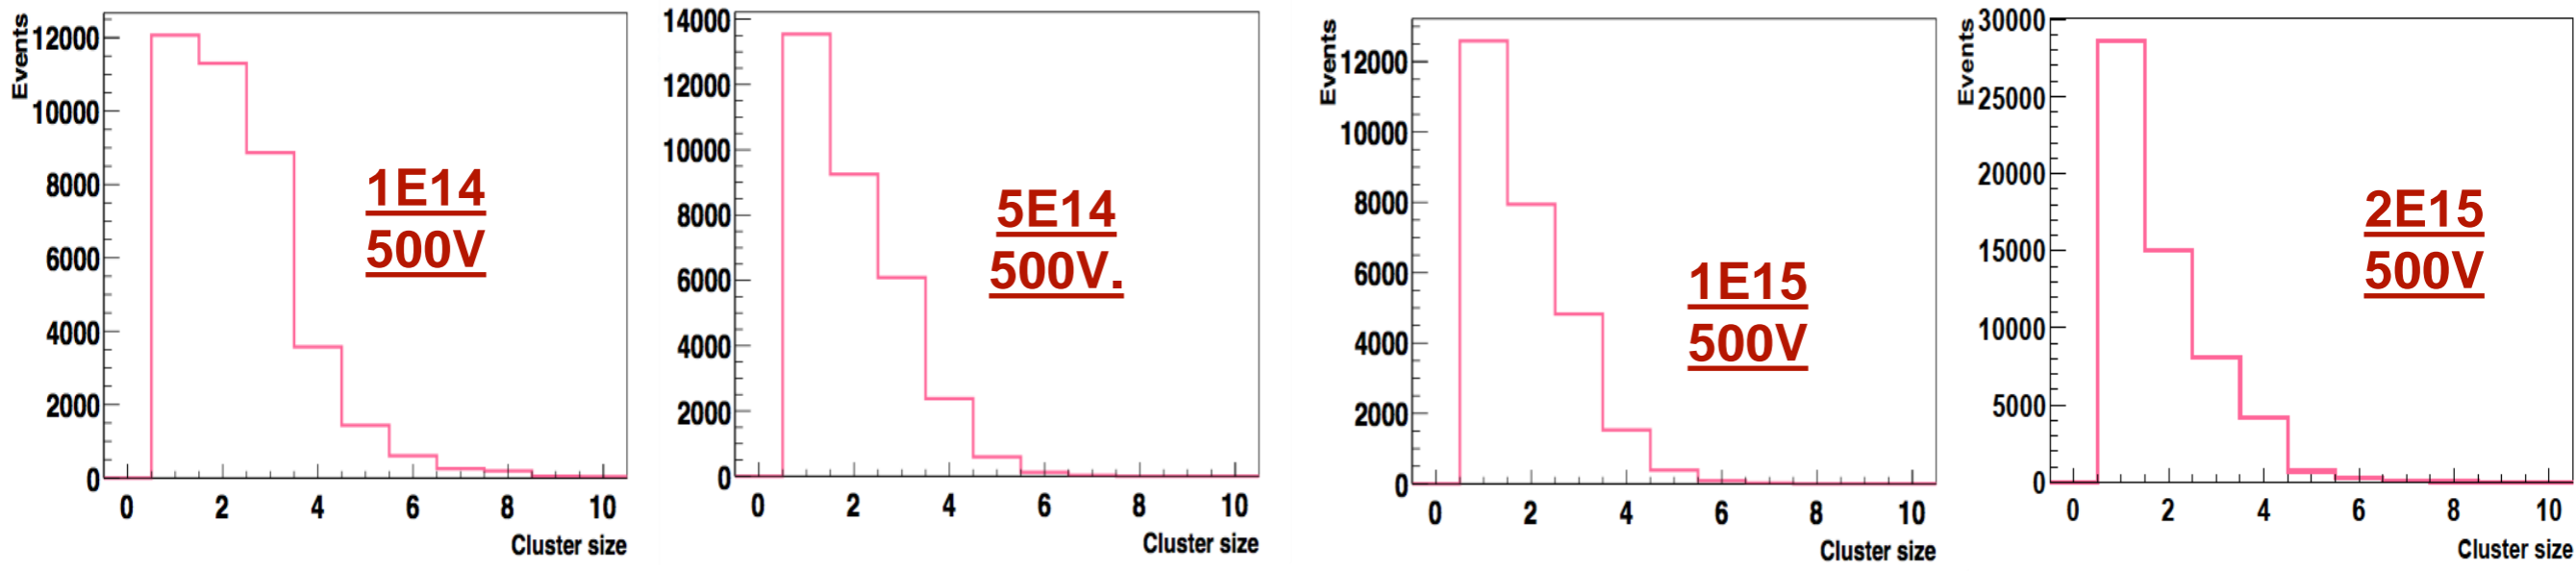 Events
12000
10000
8000
6000
4000
2000
0
0 2 4 6 8 10
Cluster size
1E14
500V
14000
12000
10000
8000
6000
4000
2000
0
0 2 4 6 8 10
Cluster size
5E14
500V.
Events
12000
10000
8000
6000
4000
2000
0
0 2 4 6 8 10
Cluster size
1E15
500V
Events
30000
25000
20000
15000
10000
5000
0
0 2 4 6 8 10
Cluster size
2E15
500V